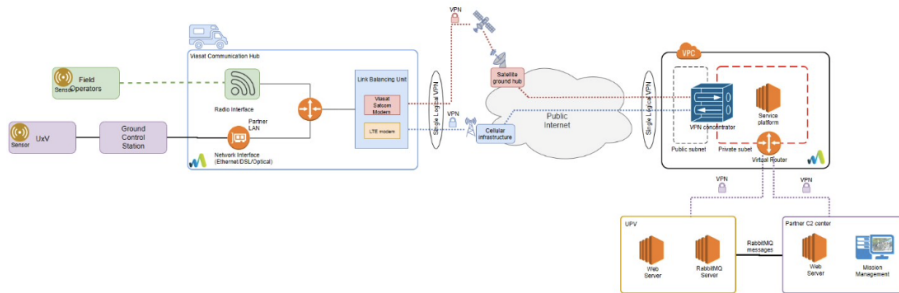 Viasat Communication Hub
Sensor
Field
Operators
Radio Interface
Partner
LAN
Network Interface
(Ethernet/DSL/Optical)
Sensor
UxV
Ground
Control
Station
Link Balancing Unit
Viasat
Satcom
Modem
LTE modem
Single Logical VPN
VPN
VPN
Satellite
ground hub
Cellular
infrastructure
Public
Internet
Single Logical VPN
VPC
VPN concentrator
Public subnet
Service
platform
Private subet
Virtual Router
VPN
VPN
UPV
Web
Server
RabbitMQ
Server
RabbitMQ
messages
Partner C2 center
Web
Server
Mission
Management